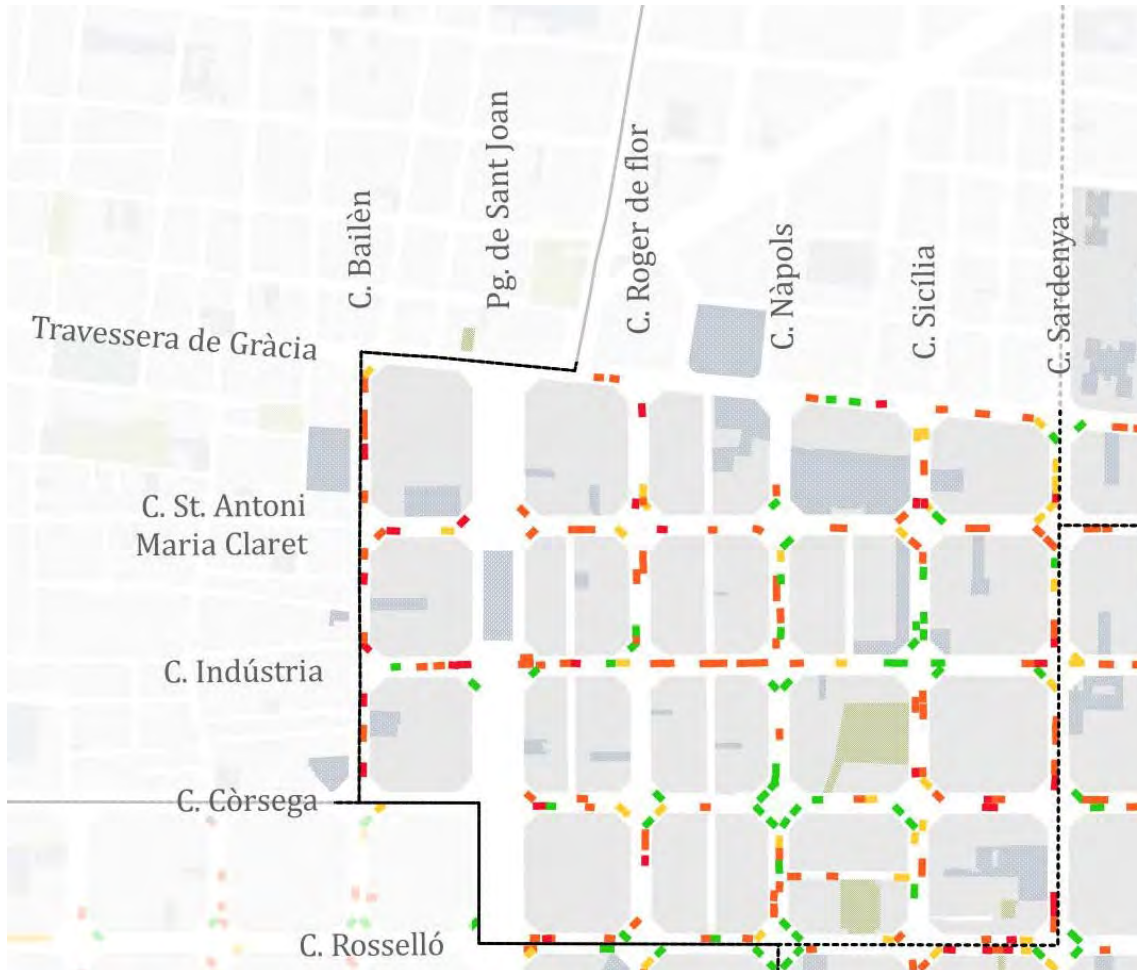 C. Bailèn
Pg. de Sant Joan
C. Roger de flor
C. Nàpols
C. Sicília
C. Sardenya
Travessera de Gràcia
C. St. Antoni
Maria Claret
C. Indústria
C. Còrsega
C. Rosselló